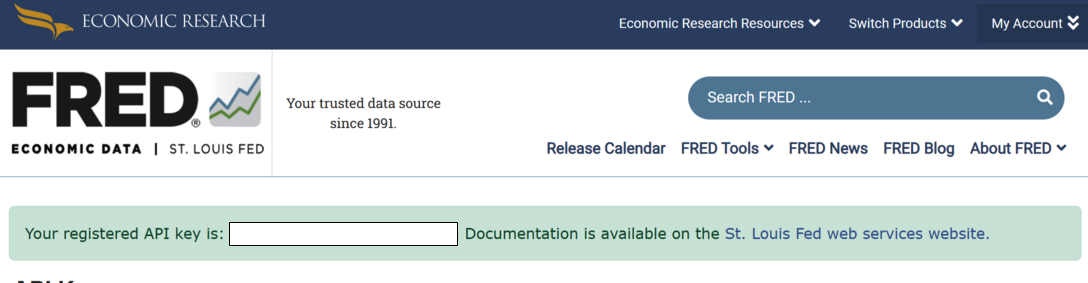 ECONOMIC RESEARCH
Economic Research Resources
Switch Products
My Account
FRED®
ECONOMIC DATA | ST. LOUIS FED
Your trusted data source
since 1991.
Search FRED ...
Release Calendar
FRED Tools
FRED News
FRED Blog
About FRED
Your registered API key is: Documentation is available on the St. Louis Fed web services website.